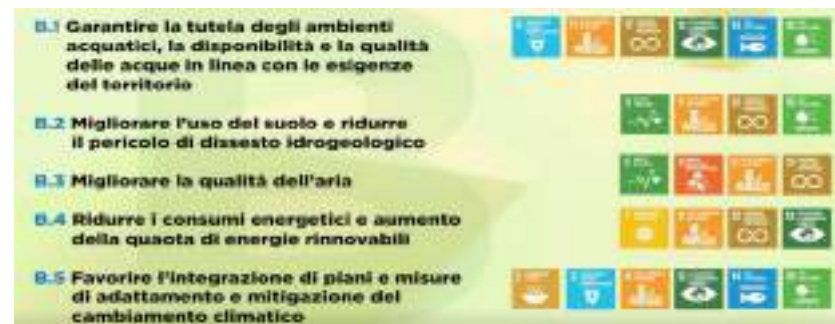 B.1 Garantire la tutela degli ambienti
acquatici, la disponibilità e la qualità
delle acque in linea con le esigenze
del territorio
B.2 Migliorare l'uso del suolo e ridurre
il pericolo di dissesto idrogeologico
B.3 Migliorare la qualità dell'aria
B.4 Ridurre i consumi energetici e aumento
della quaota di energie rinnovabili
B.5 Favorire l'integrazione di piani e misure
di adattamento e mitigazione del
cambiamento climatico